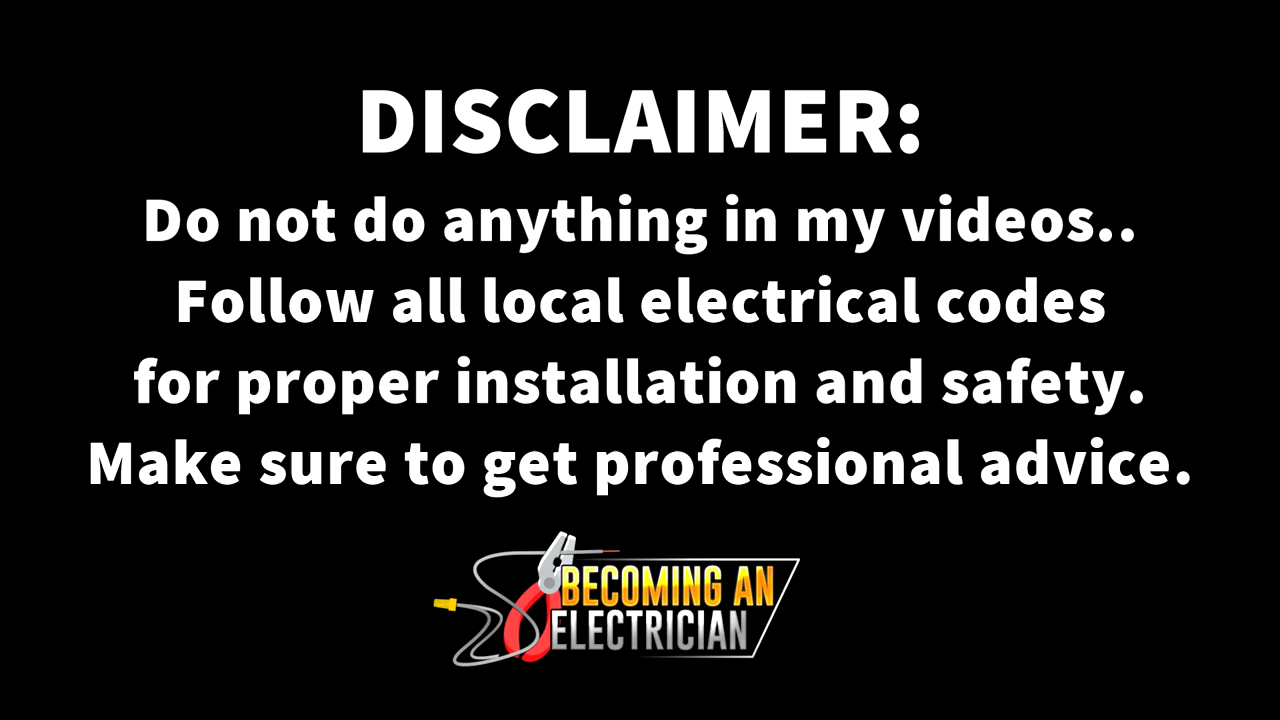 DISCLAIMER:
Do not do anything in my videos..
Follow all local electrical codes
for proper installation and safety.
Make sure to get professional advice.
BECOMING AN
ELECTRICIAN